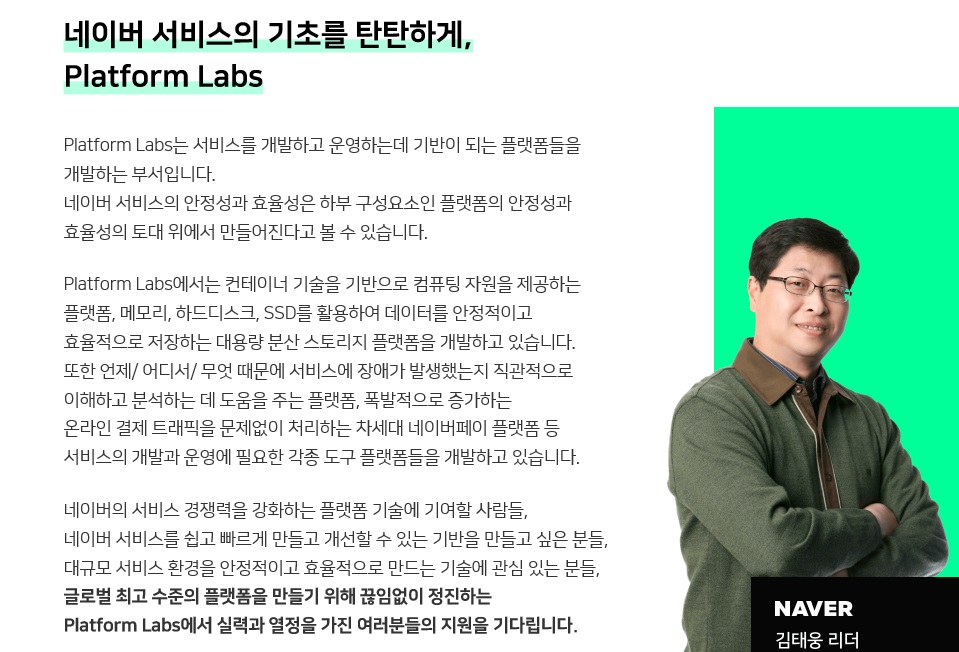 네이버 서비스의 기초를 탄탄하게,
Platform Labs
Platform Labs는 서비스를 개발하고 운영하는데 기반이 되는 플랫폼들을
개발하는 부서입니다.
네이버 서비스의 안정성과 효율성은 하부 구성요소인 플랫폼의 안정성과
효율성의 토대 위에서 만들어진다고 볼 수 있습니다.
Platform Labs에서는 컨테이너 기술을 기반으로 컴퓨팅 자원을 제공하는
플랫폼, 메모리, 하드디스크, SSD를 활용하여 데이터를 안정적이고
효율적으로 저장하는 대용량 분산 스토리지 플랫폼을 개발하고 있습니다.
또한 언제/ 어디서/ 무엇 때문에 서비스에 장애가 발생했는지 직관적으로
이해하고 분석하는 데 도움을 주는 플랫폼, 폭발적으로 증가하는
온라인 결제 트래픽을 문제없이 처리하는 차세대 네이버페이 플랫폼 등
서비스의 개발과 운영에 필요한 각종 도구 플랫폼들을 개발하고 있습니다.
네이버의 서비스 경쟁력을 강화하는 플랫폼 기술에 기여할 사람들,
네이버 서비스를 쉽고 빠르게 만들고 개선할 수 있는 기반을 만들고 싶은 분들,
대규모 서비스 환경을 안정적이고 효율적으로 만드는 기술에 관심 있는 분들,
글로벌 최고 수준의 플랫폼을 만들기 위해 끊임없이 정진하는
Platform Labs에서 실력과 열정을 가진 여러분들의 지원을 기다립니다.
NAVER
김태웅 리더